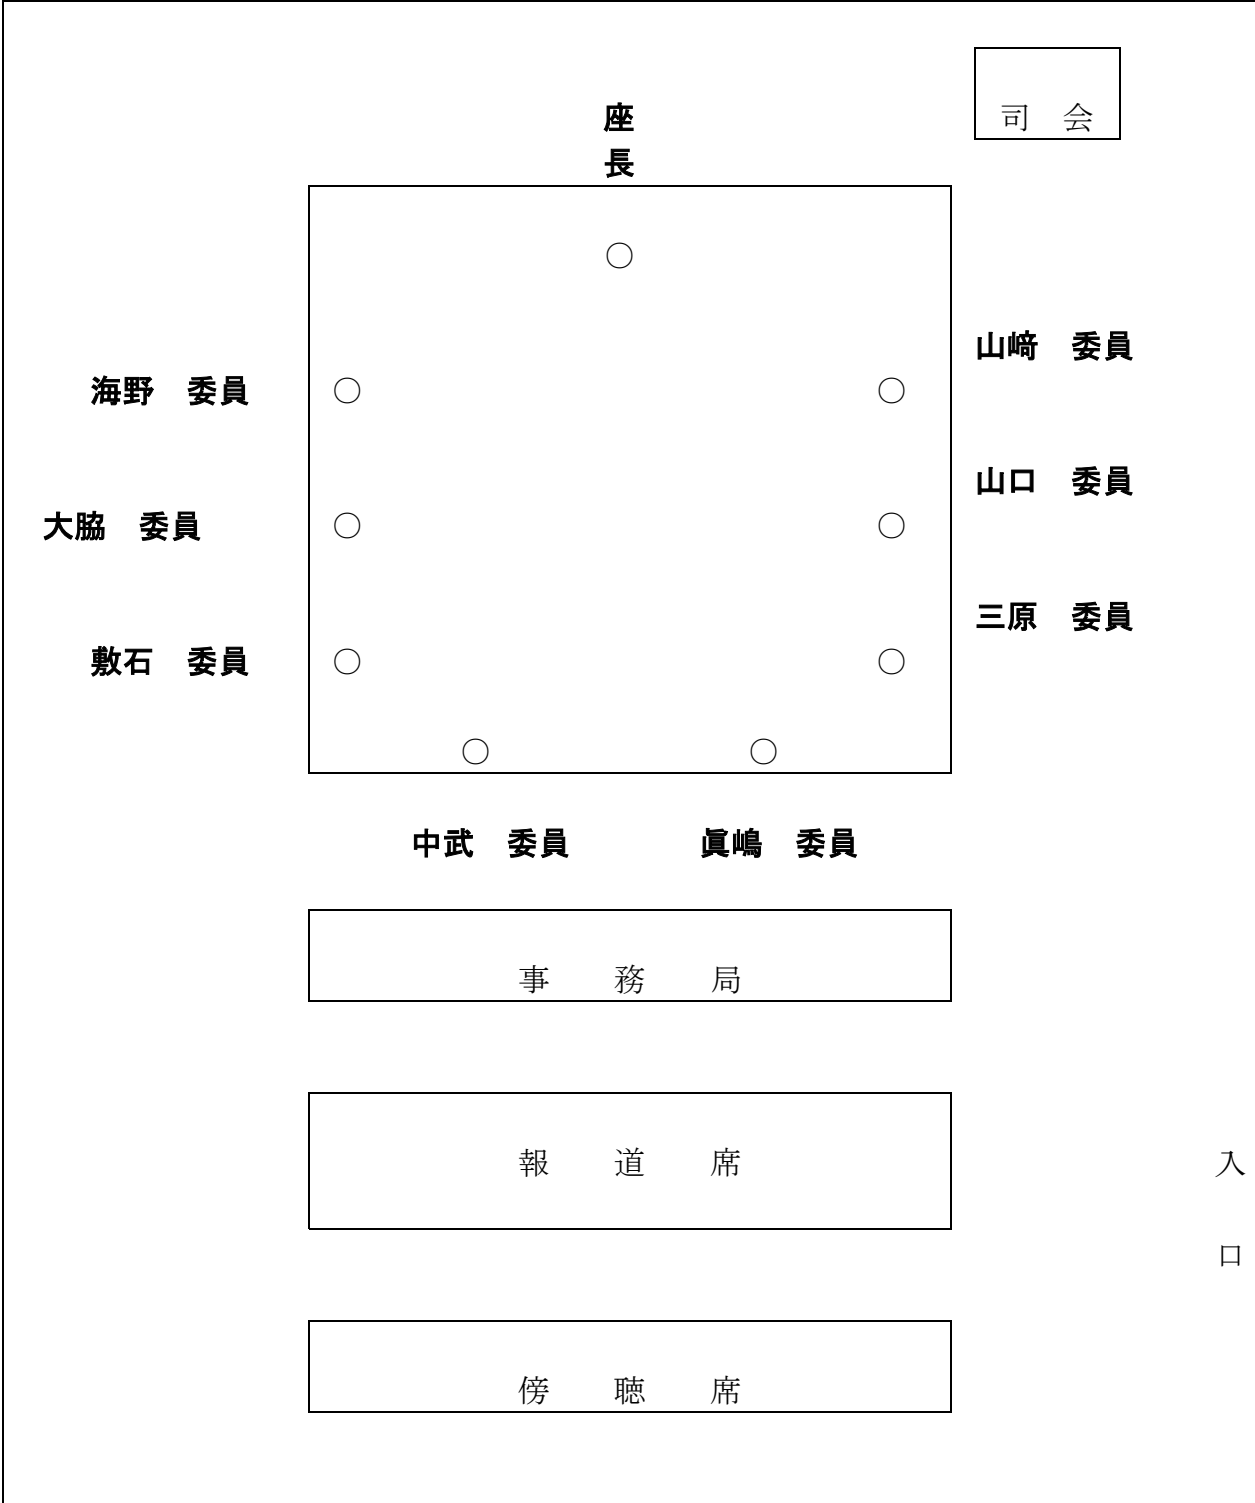 司　会
座
長
○
山﨑　委員
海野　委員　○　○
山口　委員
大脇　委員　○　○
三原　委員
敷石　委員　○　○
○　○
中武　委員　眞嶋　委員
事　務　局
報　道　席
入
口
傍　聴　席